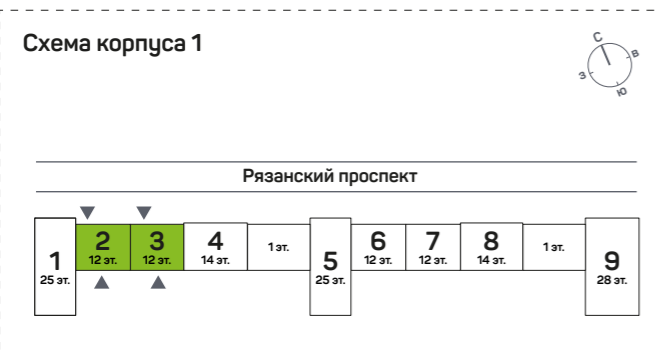 Схема корпуса 1
С
В
З
Ю
Рязанский проспект
1
25 эт.
2
12 эт.
3
12 эт.
4
14 эт.
1 эт.
5
25 эт.
6
12 эт.
7
12 эт.
8
14 эт.
1 эт.
9
28 эт.